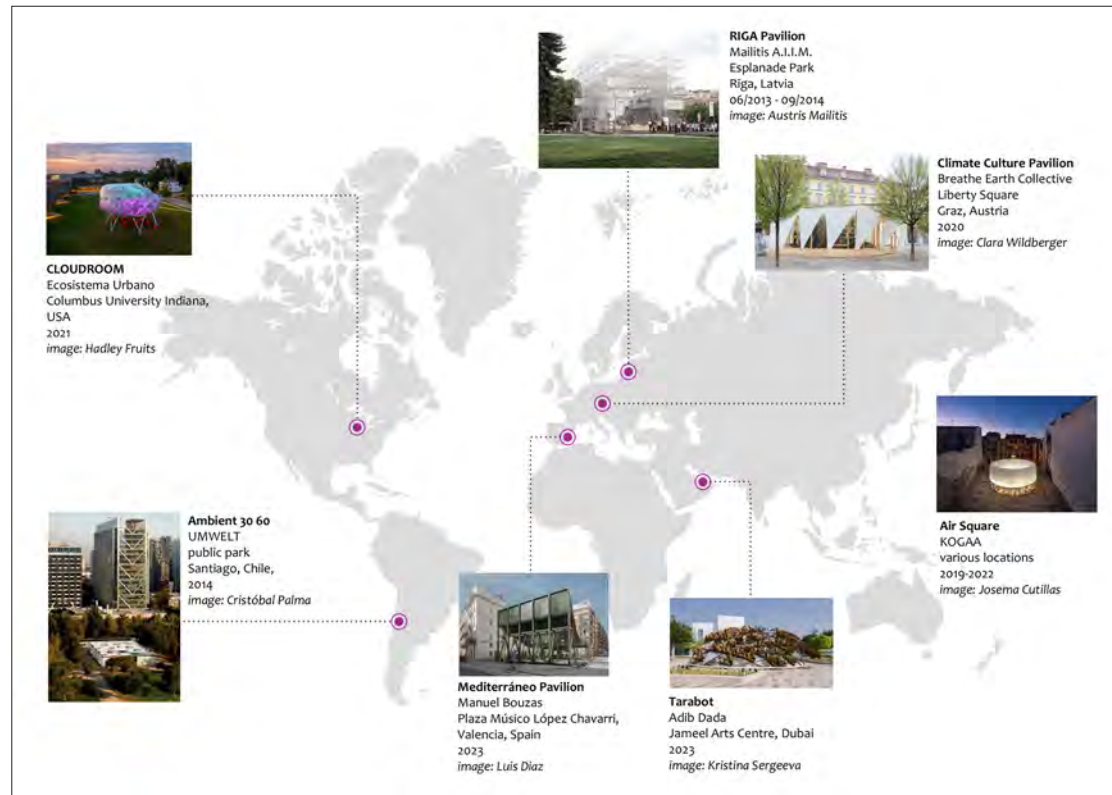 RIGA Pavilion
Mailitis A.I.I.M.
Esplanade Park
Riga, Latvia
06/2013 - 09/2014
image: Austris Mailitis
Climate Culture Pavilion
Breathe Earth Collective
Liberty Square
Graz, Austria
2020
image: Clara Wildberger
CLOUDROOM
Ecosistema Urbano
Columbus University Indiana,
USA
2021
image: Hadley Fruits
Air Square
KOGAA
various locations
2019-2022
image: Josema Cutillas
Ambient 30 60
UMWELT
public park
Santiago, Chile,
2014
image: Cristóbal Palma
Mediterráneo Pavilion
Manuel Bouzas
Plaza Músico López Chavarri,
Valencia, Spain
2023
image: Luis Diaz
Tarabot
Adib Dada
Jameel Arts Centre, Dubai
2023
image: Kristina Sergeeva